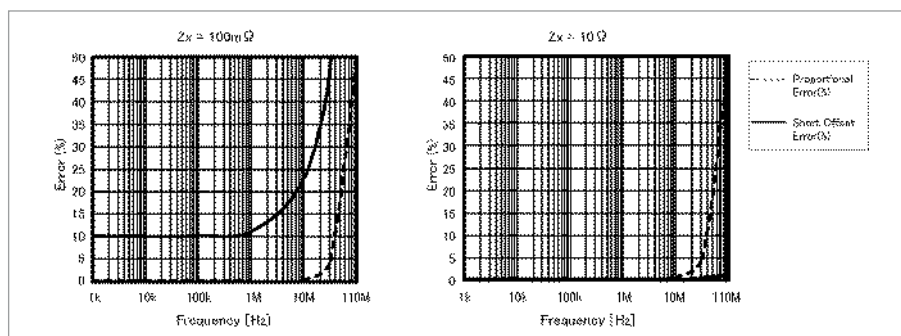 Zx = 100mΩ
Error (%)
50
45
40
35
30
25
20
15
10
5
0
1k
10k
100k
1M
10M
110M
Frequency [Hz]
Zx = 10Ω
Error (%)
50
45
40
35
30
25
20
15
10
5
0
1k
10k
100k
1M
10M
110M
Frequency [Hz]
Proportional
Error(%)
Short Offset
Error(%)